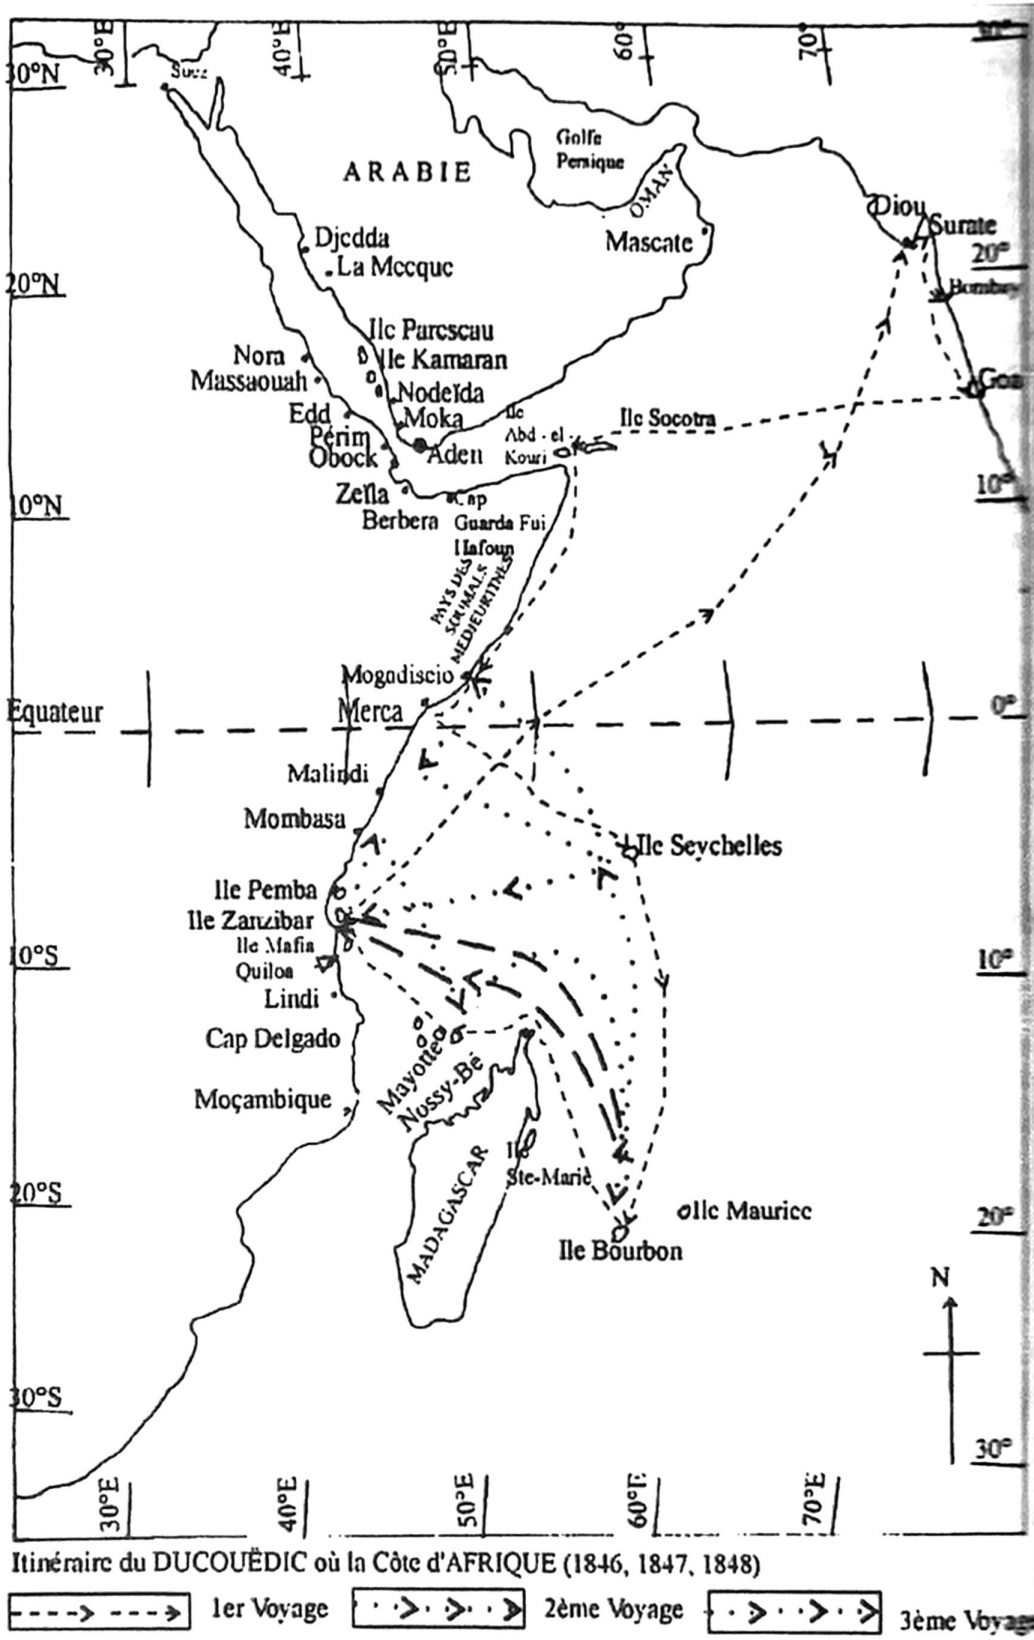 30°E
40°E
50°E
60°
70°
30°
30°N
Suez
Golfe
Persique
ARABIE
OMAN
Diou
Surate
Djedda
Mascate
La Mecque
20°
20°N
Bombay
Ile Pareseau
Nora
Ile Kamaran
Massaouah
Nodeïda
Goa
Edd
Moka
Ile
Ile Socotra
Périm
Abd-el-
Obock
Aden
Kouri
Zeïla
10°
10°N
Cap
Berbera
Guarda Fui
Hafoun
PAYS DES
SOUMALS
MEDJEURTINES
Mogadiscio
Equateur
Merca
0°
Malindi
Mombasa
Ile Seychelles
Ile Pemba
Ile Zanzibar
Ile Mafia
10°S
10°
Quiloa
Lindi
Cap Delgado
Mayotte
Nossy-Bé
Moçambique
Ile
Ste-Marie
MADAGASCAR
20°S
20°
Ile Maurice
Ile Bourbon
N
30°S
30°
30°E
40°E
50°E
60°E
70°E
Itinéraire du DUCOUËDIC où la Côte d'AFRIQUE (1846, 1847, 1848)
1er Voyage
2ème Voyage
3ème Voyage